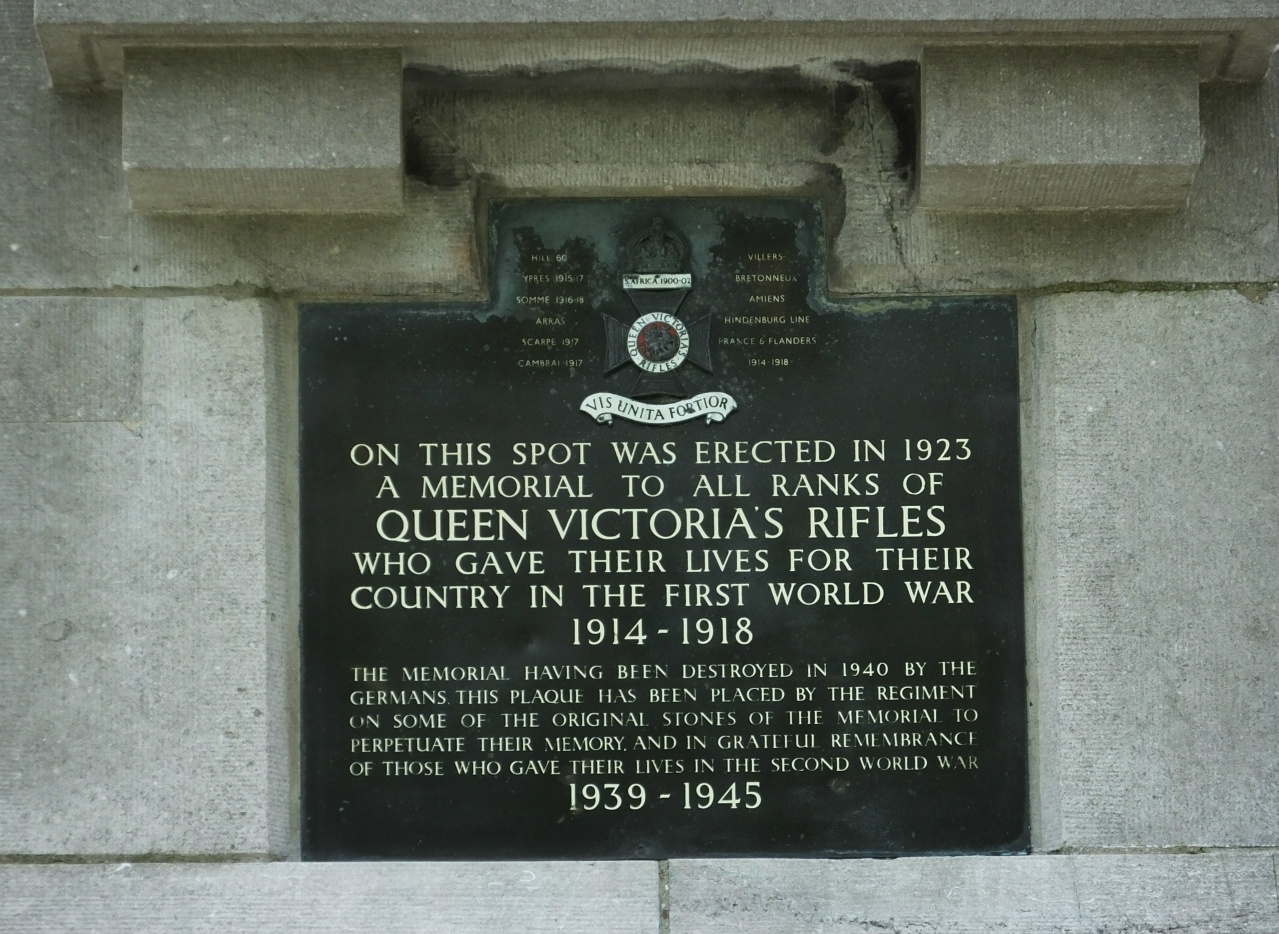 HILL 60
YPRES 1915-17
SOMME 1916-18
ARRAS
SCARPE 1917
CAMBRAI 1917
S. AFRICA 1900-02
QUEEN VICTORIA'S RIFLES
VIS UNITA FORTIOR
VILLERS-
BRETONNEUX
AMIENS
HINDENBURG LINE
FRANCE & FLANDERS
1914-1918
ON THIS SPOT WAS ERECTED IN 1923
A MEMORIAL TO ALL RANKS OF
QUEEN VICTORIA'S RIFLES
WHO GAVE THEIR LIVES FOR THEIR
COUNTRY IN THE FIRST WORLD WAR
1914 - 1918
THE MEMORIAL HAVING BEEN DESTROYED IN 1940 BY THE
GERMANS. THIS PLAQUE HAS BEEN PLACED BY THE REGIMENT
ON SOME OF THE ORIGINAL STONES OF THE MEMORIAL TO
PERPETUATE THEIR MEMORY, AND IN GRATEFUL REMEMBRANCE
OF THOSE WHO GAVE THEIR LIVES IN THE SECOND WORLD WAR
1939 - 1945